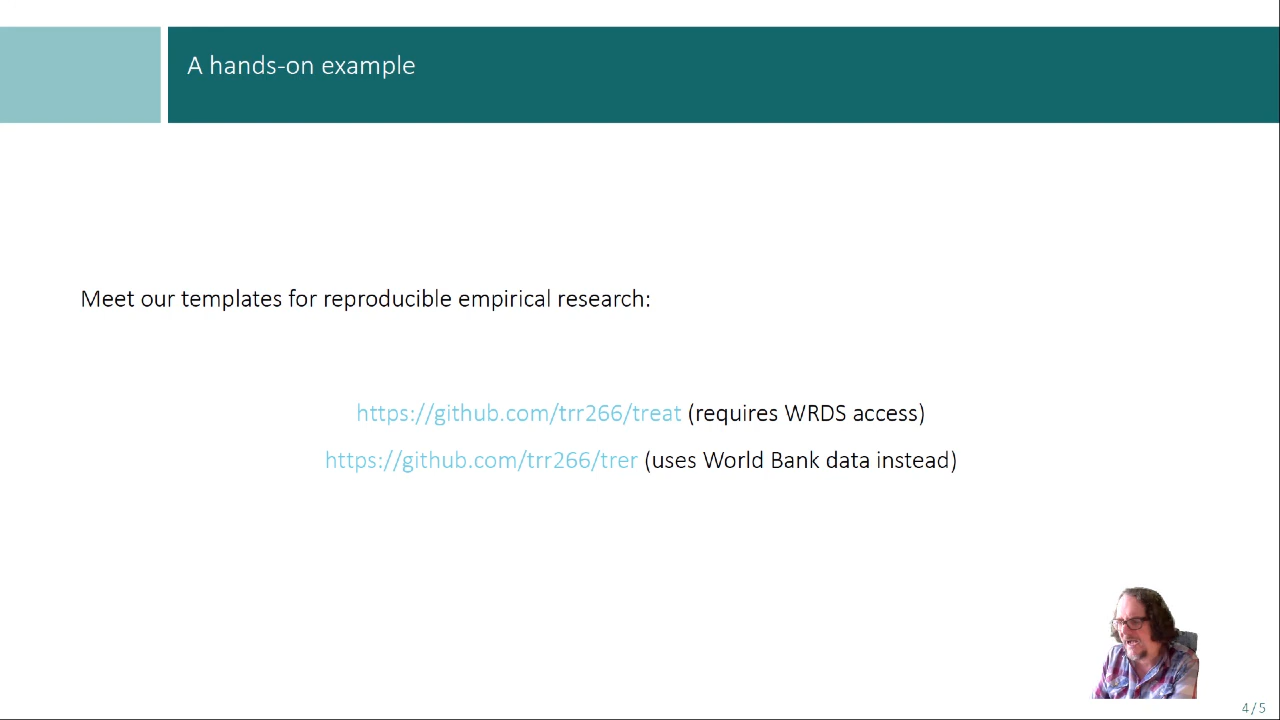 A hands-on example
Meet our templates for reproducible empirical research:
https://github.com/trr266/treat (requires WRDS access)
https://github.com/trr266/trer (uses World Bank data instead)
4/5